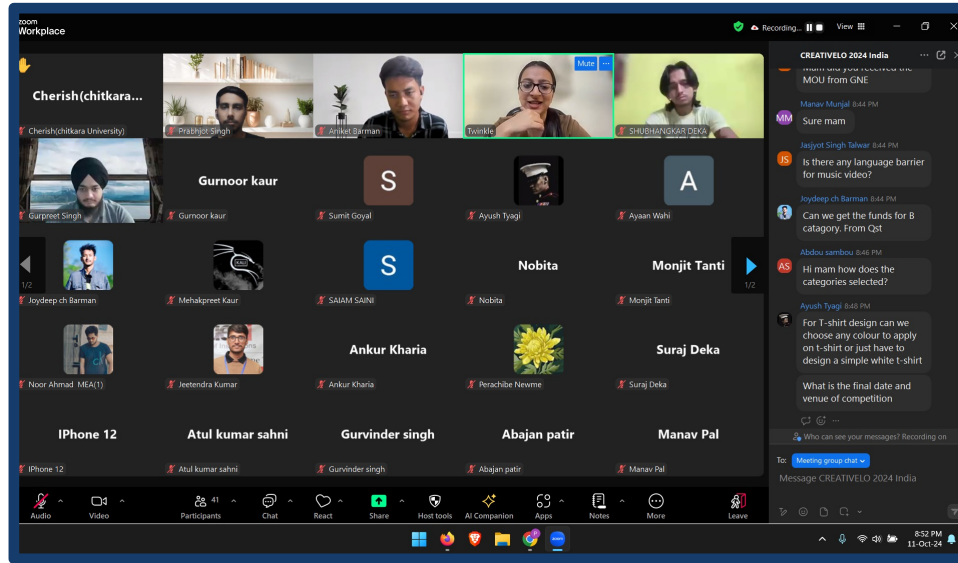 zoom
Workplace
Recording...
View
Cherish(chitkara...
Cherish(chitkara University)
Prabhjot Singh
Aniket Barman
Mute
Twinkle
SHUBHANGKAR DEKA
Gurpreet Singh
Gurnoor kaur
Gurnoor kaur
S
Sumit Goyal
Ayush Tyagi
A
Ayaan Wahi
1/2
Joydeep ch Barman
Mehakpreet Kaur
S
SAIAM SAINI
Nobita
Nobita
Monjit Tanti
Monjit Tanti
1/2
Noor Ahmad MEA(1)
Jeetendra Kumar
Ankur Kharia
Ankur Kharia
Perachibe Newme
Suraj Deka
Suraj Deka
IPhone 12
IPhone 12
Atul kumar sahni
Atul kumar sahni
Gurvinder singh
Gurvinder singh
Abajan patir
Abajan patir
Manav Pal
Manav Pal
Audio
Video
Participants
41
Chat
React
Share
Host tools
AI Companion
Apps
Notes
More
Leave
CREATIVELO 2024 India
MOU from GNE
Manav Munjal 8:44 PM
MM
Sure mam
Jasjyot Singh Talwar 8:44 PM
JS
Is there any language barrier
for music video?
Joydeep ch Barman 8:44 PM
Can we get the funds for B
catagory. From Qst
Abdou sambou 8:46 PM
AS
Hi mam how does the
categories selected?
Ayush Tyagi 8:48 PM
For T-shirt design can we
choose any colour to apply
on t-shirt or just have to
design a simple white t-shirt
What is the final date and
venue of competition
Who can see your messages? Recording on
To: Meeting group chat
Message CREATIVELO 2024 India
8:52 PM
11-Oct-24